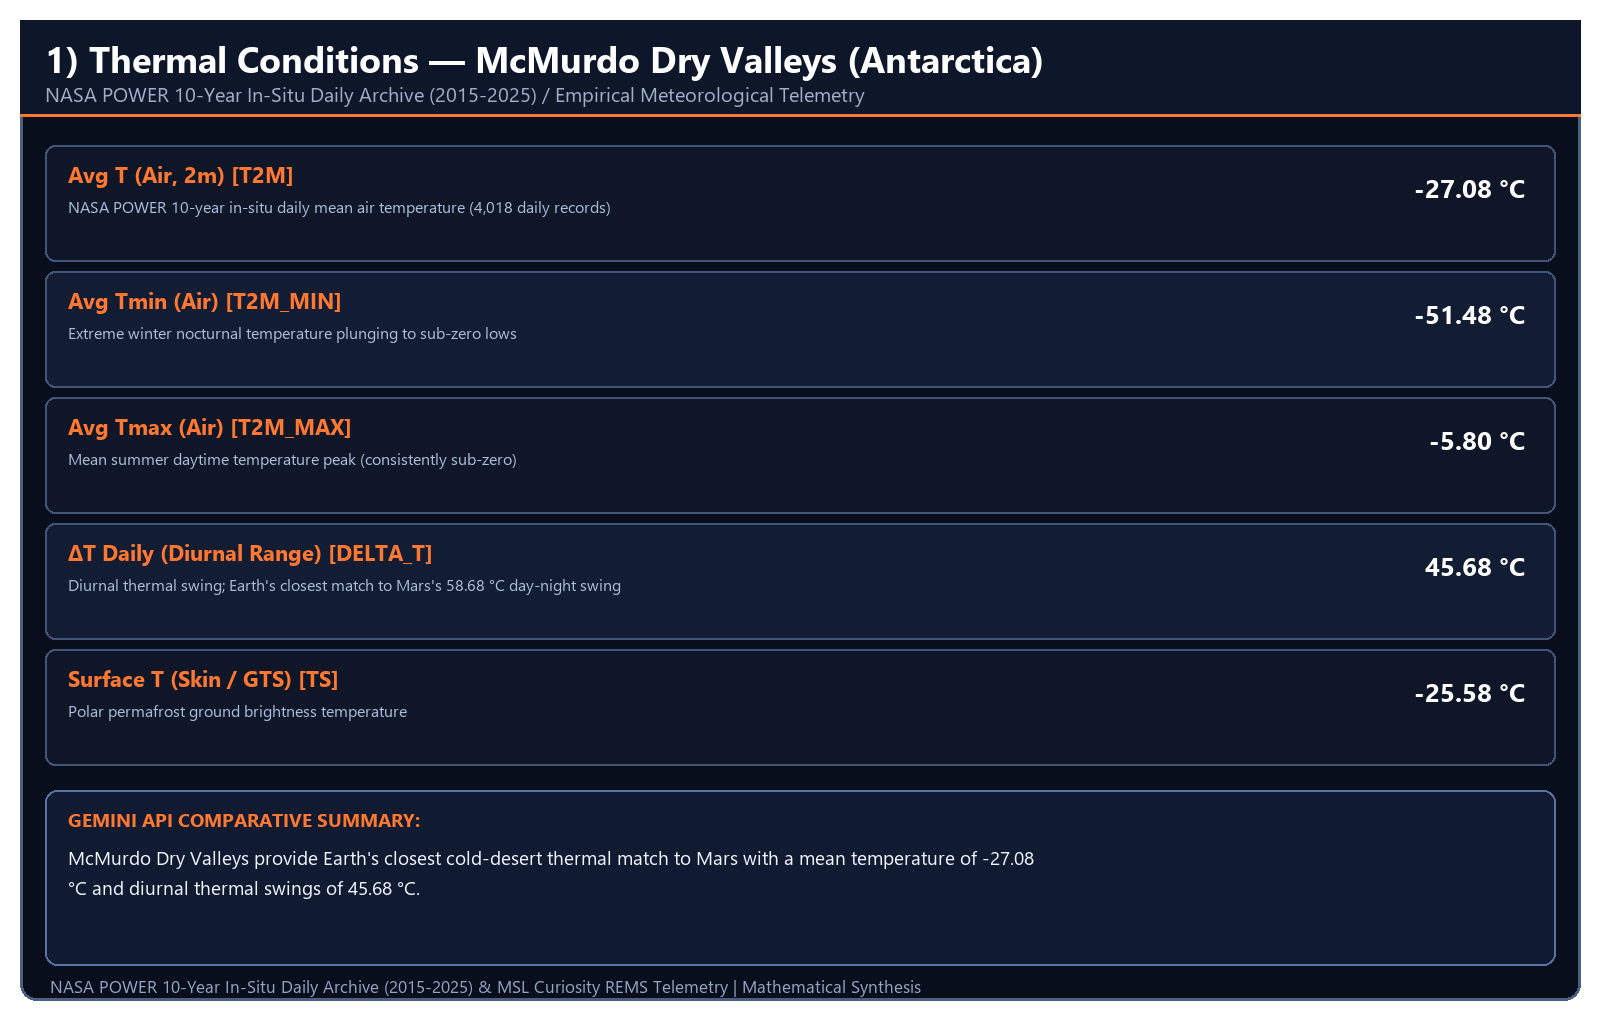 1) Thermal Conditions — McMurdo Dry Valleys (Antarctica)
NASA POWER 10-Year In-Situ Daily Archive (2015-2025) / Empirical Meteorological Telemetry
Avg T (Air, 2m) [T2M]
-27.08 °C
NASA POWER 10-year in-situ daily mean air temperature (4,018 daily records)
Avg Tmin (Air) [T2M_MIN]
-51.48 °C
Extreme winter nocturnal temperature plunging to sub-zero lows
Avg Tmax (Air) [T2M_MAX]
-5.80 °C
Mean summer daytime temperature peak (consistently sub-zero)
ΔT Daily (Diurnal Range) [DELTA_T]
45.68 °C
Diurnal thermal swing; Earth's closest match to Mars's 58.68 °C day-night swing
Surface T (Skin / GTS) [TS]
-25.58 °C
Polar permafrost ground brightness temperature
GEMINI API COMPARATIVE SUMMARY:
McMurdo Dry Valleys provide Earth's closest cold-desert thermal match to Mars with a mean temperature of -27.08
°C and diurnal thermal swings of 45.68 °C.
NASA POWER 10-Year In-Situ Daily Archive (2015-2025) & MSL Curiosity REMS Telemetry | Mathematical Synthesis